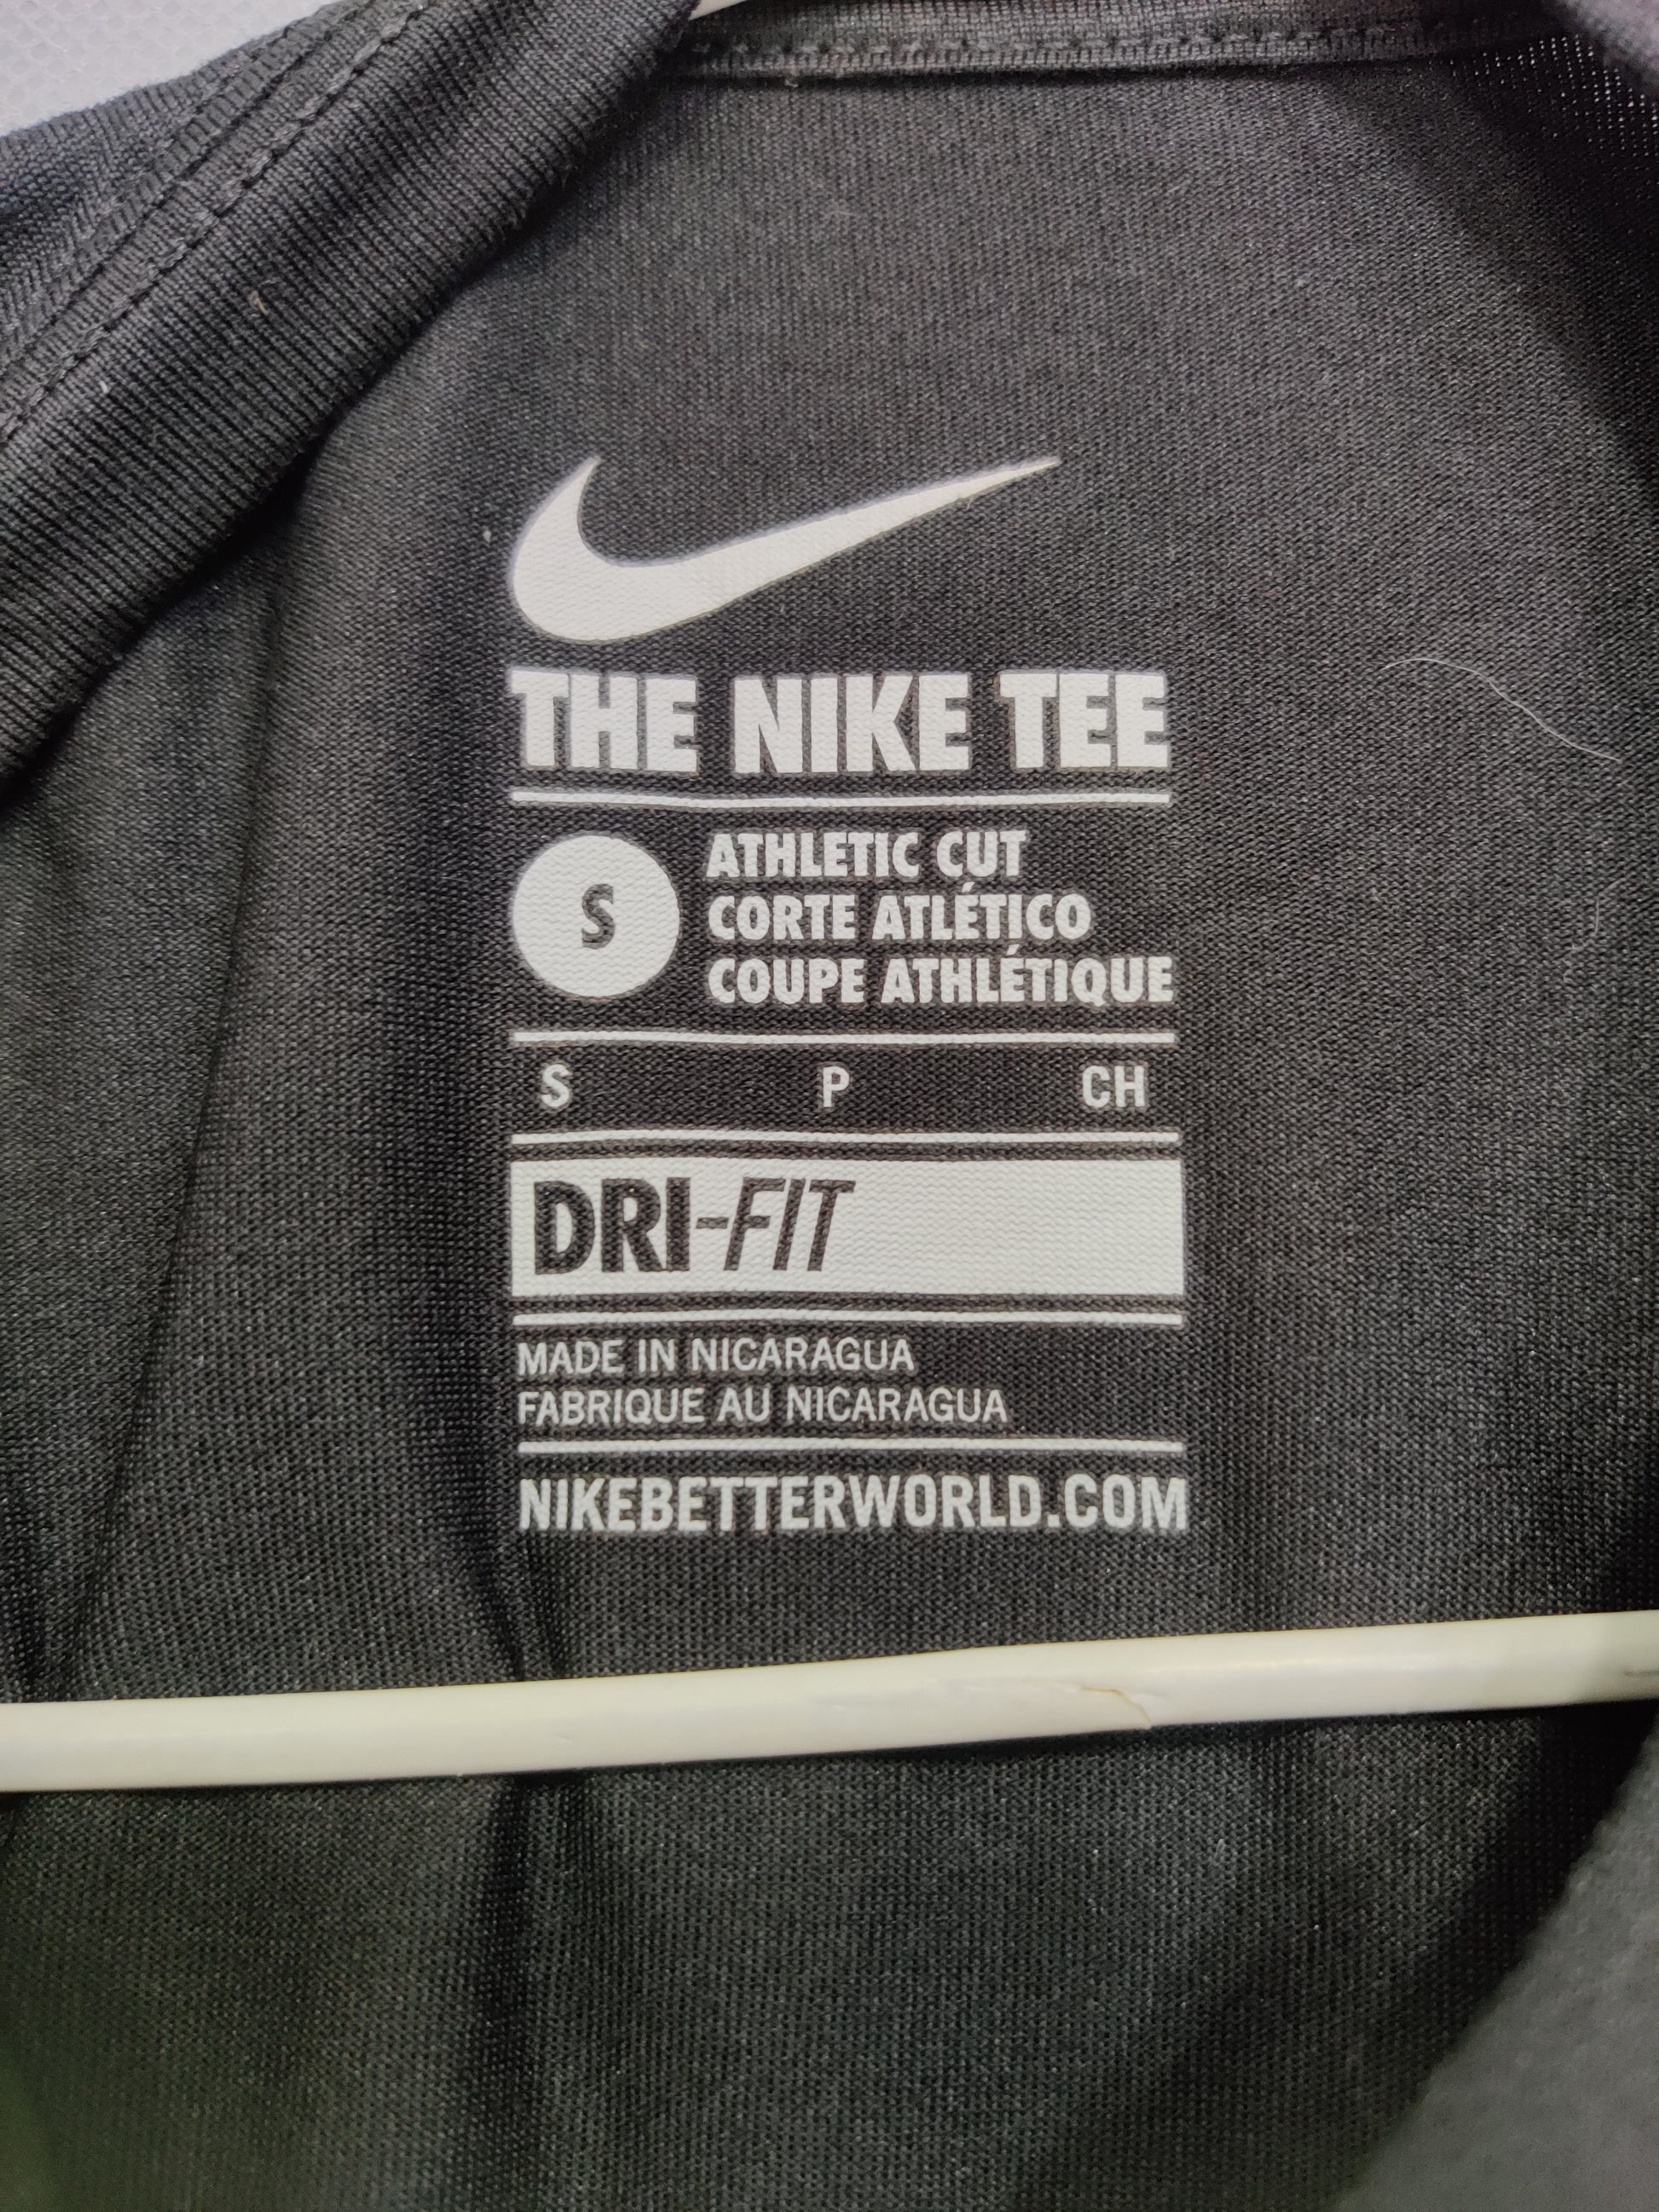 THE NIKE TEE
S
ATHLETIC CUT
CORTE ATLÉTICO
COUPE ATHLÉTIQUE
S P CH
DRI-FIT
MADE IN NICARAGUA
FABRIQUE AU NICARAGUA
NIKEBETTERWORLD.COM